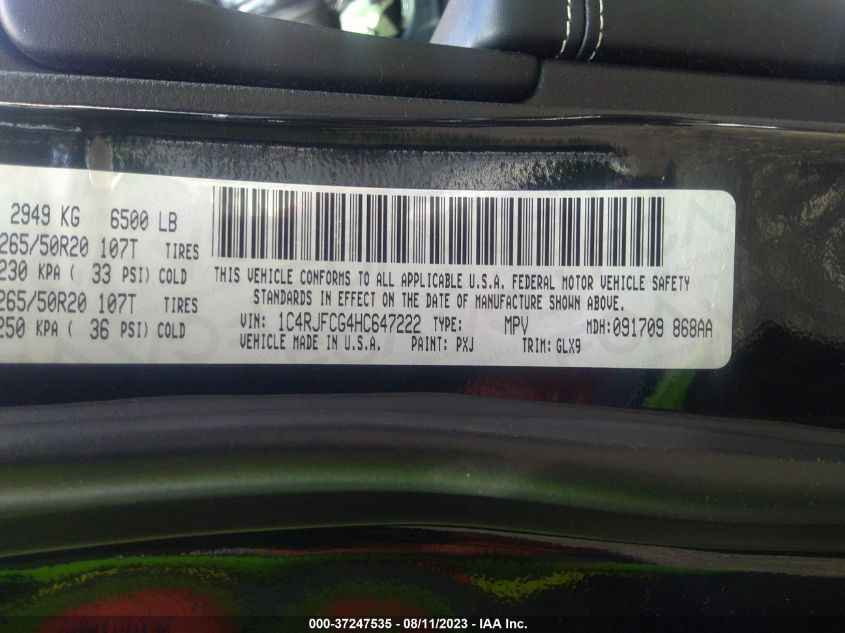 2949 KG 6500 LB
265/50R20 107T TIRES
230 KPA ( 33 PSI) COLD
265/50R20 107T TIRES
250 KPA ( 36 PSI) COLD
THIS VEHICLE CONFORMS TO ALL APPLICABLE U.S.A. FEDERAL MOTOR VEHICLE SAFETY
STANDARDS IN EFFECT ON THE DATE OF MANUFACTURE SHOWN ABOVE.
VIN: 1C4RJFCG4HC647222 TYPE: MPV MDH: 091709 868AA
VEHICLE MADE IN U.S.A. PAINT: PXJ TRIM: GLX9
000-37247535 - 08/11/2023 - IAA Inc.